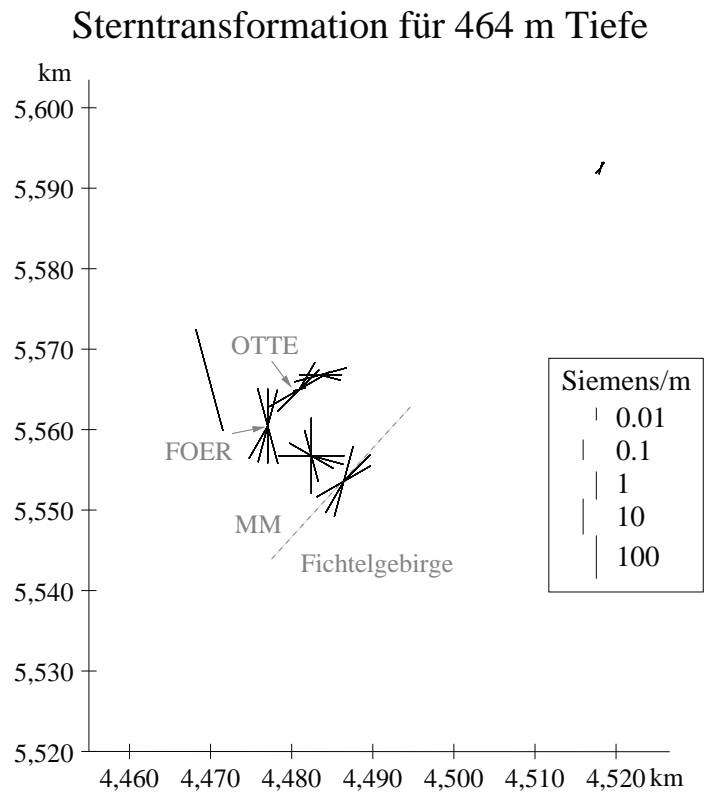 Sterntransformation für 464 m Tiefe
km
5,600
5,590
5,580
5,570
5,560
5,550
5,540
5,530
5,520
OTTE
FOER
MM
Fichtelgebirge
Siemens/m
0.01
0.1
1
10
100
4,460 4,470 4,480 4,490 4,500 4,510 4,520 km